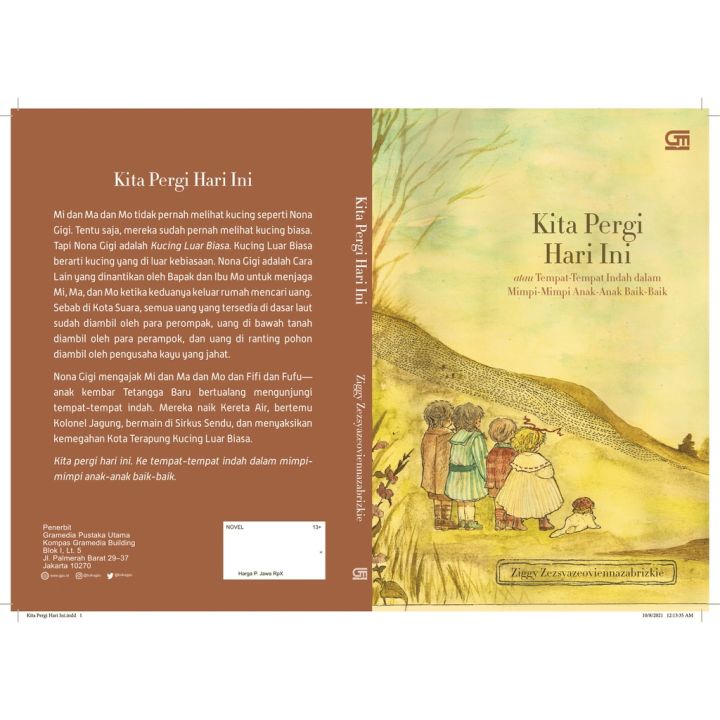 Kita Pergi Hari Ini
Mi dan Ma dan Mo tidak pernah melihat kucing seperti Nona
Gigi. Tentu saja, mereka sudah pernah melihat kucing biasa.
Tapi Nona Gigi adalah Kucing Luar Biasa. Kucing Luar Biasa
berarti kucing yang di luar kebiasaan. Nona Gigi adalah Cara
Lain yang dinantikan oleh Bapak dan Ibu Mo untuk menjaga
Mi, Ma, dan Mo ketika keduanya keluar rumah mencari uang.
Sebab di Kota Suara, semua uang yang tersedia di dasar laut
sudah diambil oleh para perompak, uang di bawah tanah
diambil oleh para perampok, dan uang di ranting pohon
diambil oleh pengusaha kayu yang jahat.
Nona Gigi mengajak Mi dan Ma dan Mo dan Fifi dan Fufu—
anak kembar Tetangga Baru bertualang mengunjungi
tempat-tempat indah. Mereka naik Kereta Air, bertemu
Kolonel Jagung, bermain di Sirkus Sendu, dan menyaksikan
kemegahan Kota Terapung Kucing Luar Biasa.
Kita pergi hari ini. Ke tempat-tempat indah dalam mimpi-
mimpi anak-anak baik-baik.
Penerbit
Gramedia Pustaka Utama
Kompas Gramedia Building
Blok I, Lt. 5
Jl. Palmerah Barat 29–37
Jakarta 10270
www.gpu.id @bukugpu @bukugpu
NOVEL 13+
Harga P. Jawa RpX
Kita Pergi Hari Ini
Ziggy Zezsyazeoviennazabrizkie
GM
GM
Kita Pergi
Hari Ini
atau Tempat-Tempat Indah dalam
Mimpi-Mimpi Anak-Anak Baik-Baik
Ziggy Zezsyazeoviennazabrizkie
Kita Pergi Hari Ini.indd 1
10/8/2021 12:13:35 AM